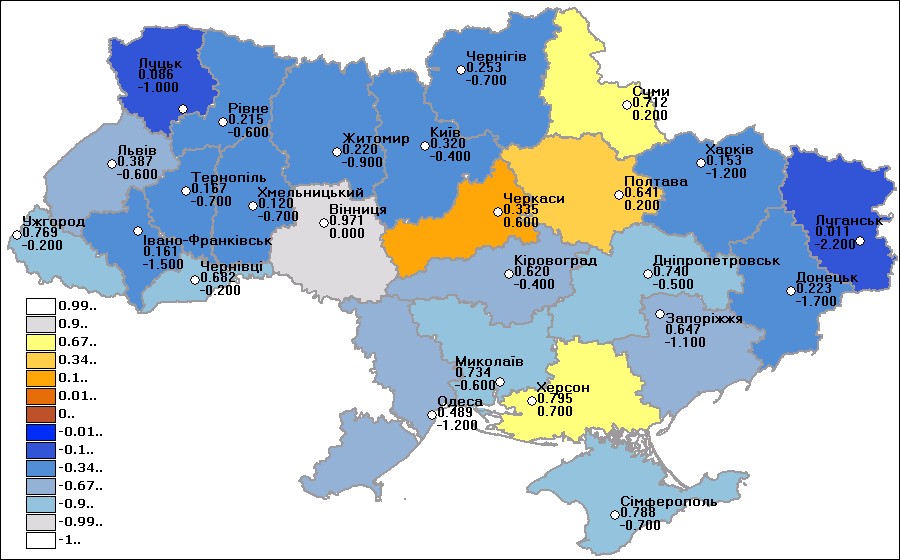 Луцьк
0.086
-1.000
Рівне
0.215
-0.600
Житомир
0.220
-0.900
Київ
0.320
-0.400
Чернігів
0.253
-0.700
Суми
0.712
0.200
Львів
0.387
-0.600
Тернопіль
0.167
-0.700
Хмельницький
0.120
-0.700
Вінниця
0.971
0.000
Черкаси
0.335
0.600
Полтава
0.641
0.200
Харків
0.153
-1.200
Луганськ
0.011
-2.200
Ужгород
0.769
-0.200
Івано-Франківськ
0.161
-1.500
Чернівці
0.682
-0.200
Кіровоград
0.620
-0.400
Дніпропетровськ
0.740
-0.500
Донецьк
0.223
-1.700
Запоріжжя
0.647
-1.100
Миколаїв
0.734
-0.600
Одеса
0.489
-1.200
Херсон
0.795
0.700
Сімферополь
0.788
-0.700
0.99..
0.9..
0.67..
0.34..
0.1..
0.01..
0..
-0.01..
-0.1..
-0.34..
-0.67..
-0.9..
-0.99..
-1..